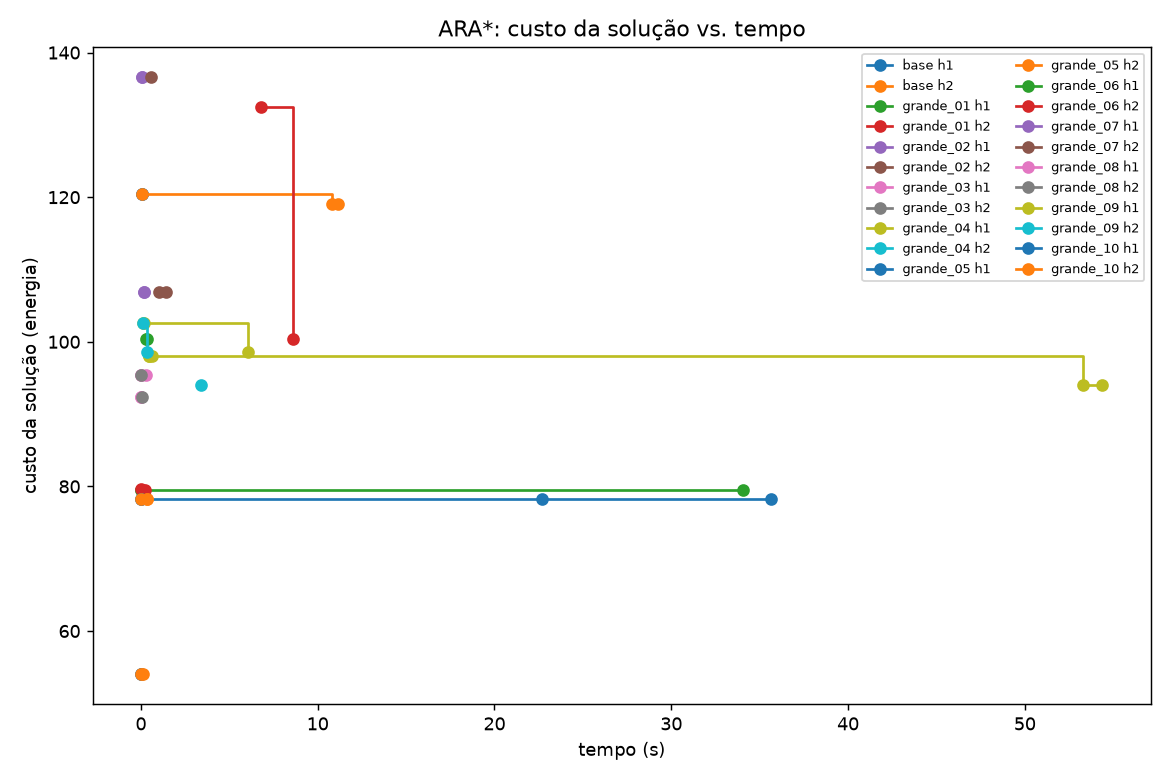 ARA*: custo da solução vs. tempo
140
120
100
80
60
custo da solução (energia)
0
10
20
30
40
50
tempo (s)
base h1
base h2
grande_01 h1
grande_01 h2
grande_02 h1
grande_02 h2
grande_03 h1
grande_03 h2
grande_04 h1
grande_04 h2
grande_05 h1
grande_05 h2
grande_06 h1
grande_06 h2
grande_07 h1
grande_07 h2
grande_08 h1
grande_08 h2
grande_09 h1
grande_09 h2
grande_10 h1
grande_10 h2